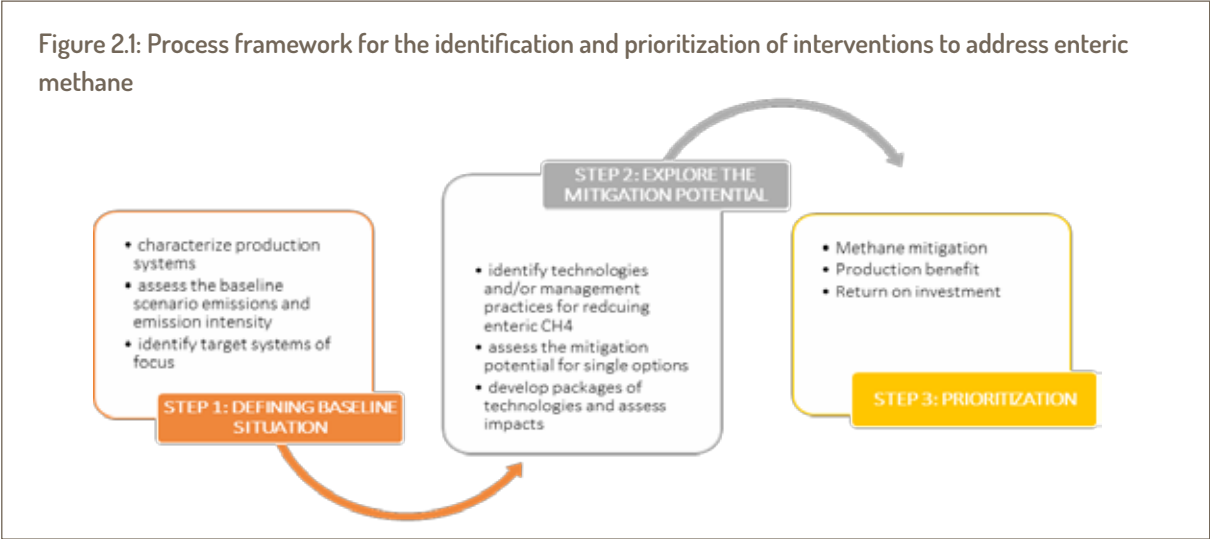 Figure 2.1: Process framework for the identification and prioritization of interventions to address enteric
methane
• characterize production
systems
• assess the baseline
scenario emissions and
emission intensity
• identify target systems of
focus
STEP 1: DEFINING BASELINE
SITUATION
STEP 2: EXPLORE THE
MITIGATION POTENTIAL
• identify technologies
and/or management
practices for redcuing
enteric CH4
• assess the mitigation
potential for single options
• develop packages of
technologies and assess
impacts
• Methane mitigation
• Production benefit
• Return on investment
STEP 3: PRIORITIZATION